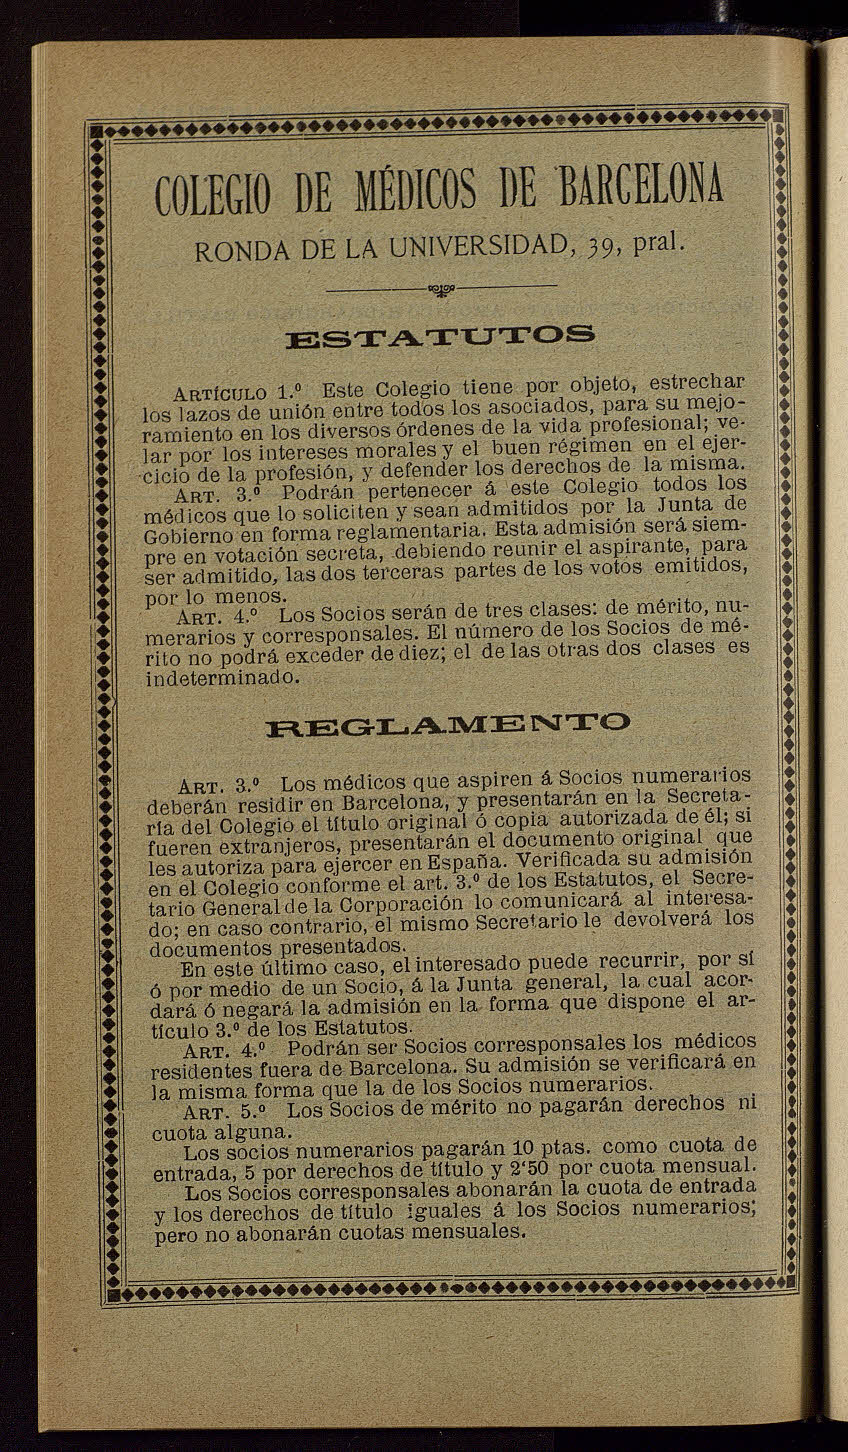 COLEGIO DE MÉDICOS DE BARCELONA
RONDA DE LA UNIVERSIDAD, 39, pral.
ESTATUTOS
ARTÍCULO 1.º Este Colegio tiene por objeto, estrechar
los lazos de unión entre todos los asociados, para su mejo-
ramiento en los diversos órdenes de la vida profesional; ve-
lar por los intereses morales y el buen régimen en el ejer-
cicio de la profesión, y defender los derechos de la misma.
ART. 3.º Podrán pertenecer á este Colegio todos los
médicos que lo soliciten y sean admitidos por la Junta de
Gobierno en forma reglamentaria. Esta admisión será siem-
pre en votación secreta, debiendo reunir el aspirante, para
ser admitido, las dos terceras partes de los votos emitidos,
por lo menos.
ART. 4.º Los Socios serán de tres clases: de mérito, nu-
merarios y corresponsales. El número de los Socios de mé-
rito no podrá exceder de diez; el de las otras dos clases es
indeterminado.
REGLAMENTO
ART. 3.º Los médicos que aspiren á Socios numerarios
deberán residir en Barcelona, y presentarán en la Secreta-
ría del Colegio el título original ó copia autorizada de él; si
fueren extranjeros, presentarán el documento original que
les autoriza para ejercer en España. Verificada su admisión
en el Colegio conforme el art. 3.º de los Estatutos, el Secre-
tario General de la Corporación lo comunicará al interesa-
do; en caso contrario, el mismo Secretario le devolverá los
documentos presentados.
En este último caso, el interesado puede recurrir, por sí
ó por medio de un Socio, á la Junta general, la cual acor-
dará ó negará la admisión en la forma que dispone el ar-
tículo 3.º de los Estatutos.
ART. 4.º Podrán ser Socios corresponsales los médicos
residentes fuera de Barcelona. Su admisión se verificará en
la misma forma que la de los Socios numerarios.
ART. 5.º Los Socios de mérito no pagarán derechos ni
cuota alguna.
Los socios numerarios pagarán 10 ptas. como cuota de
entrada, 5 por derechos de título y 2'50 por cuota mensual.
Los Socios corresponsales abonarán la cuota de entrada
y los derechos de título iguales á los Socios numerarios;
pero no abonarán cuotas mensuales.